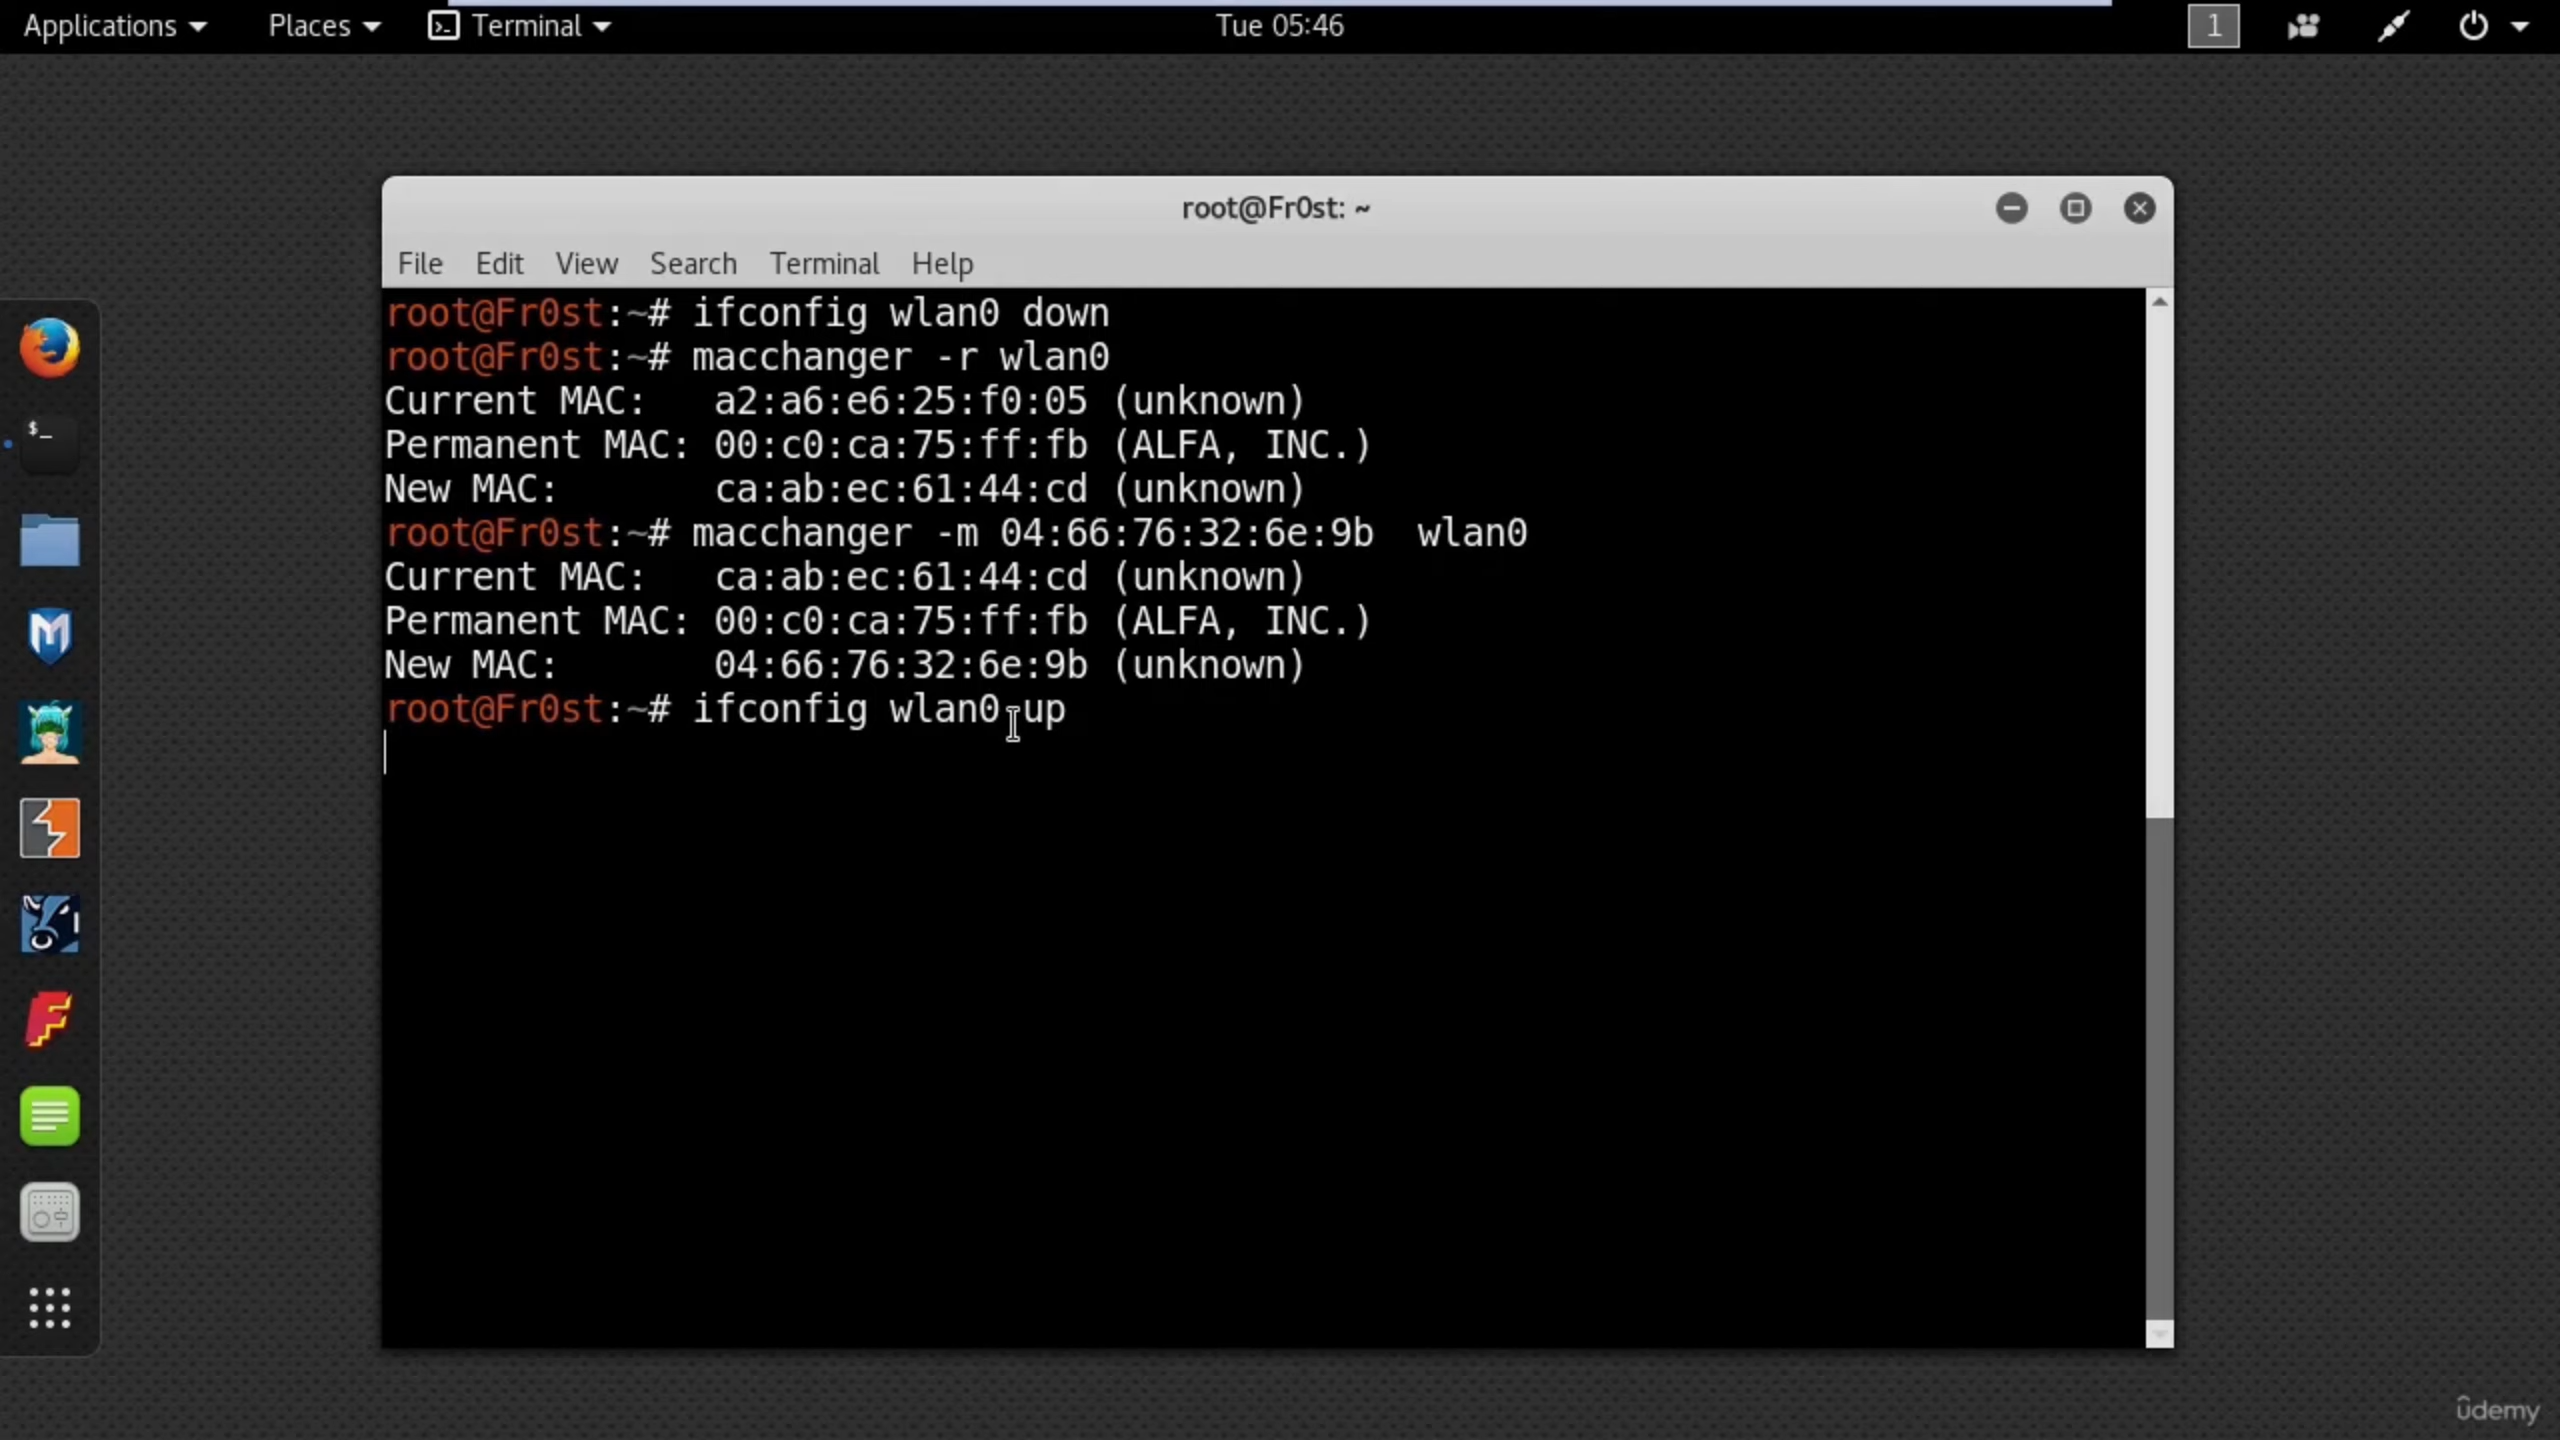 Applications Places Terminal Tue 05:46 1
root@Fr0st: ~
File Edit View Search Terminal Help
root@Fr0st:~# ifconfig wlan0 down
root@Fr0st:~# macchanger -r wlan0
Current MAC:   a2:a6:e6:25:f0:05 (unknown)
Permanent MAC: 00:c0:ca:75:ff:fb (ALFA, INC.)
New MAC:       ca:ab:ec:61:44:cd (unknown)
root@Fr0st:~# macchanger -m 04:66:76:32:6e:9b  wlan0
Current MAC:   ca:ab:ec:61:44:cd (unknown)
Permanent MAC: 00:c0:ca:75:ff:fb (ALFA, INC.)
New MAC:       04:66:76:32:6e:9b (unknown)
root@Fr0st:~# ifconfig wlan0 up
$_
M
F
ûdemy